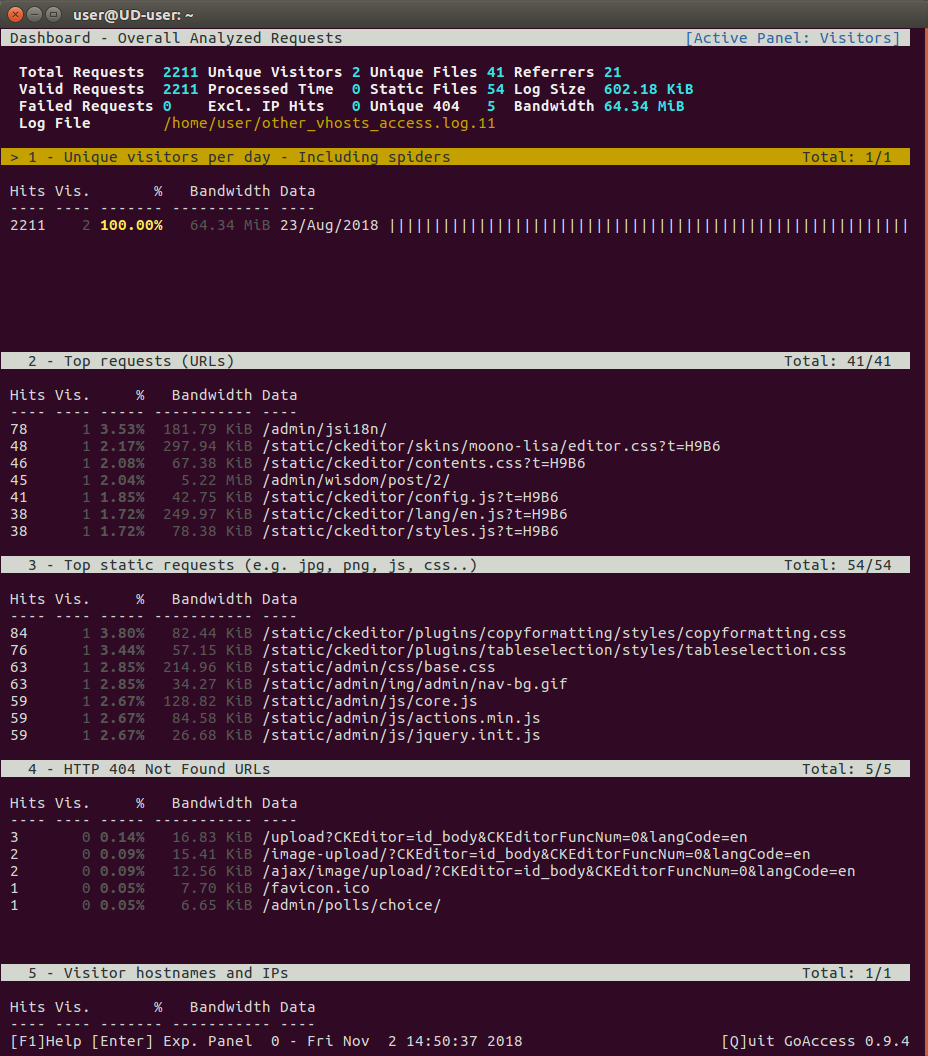 user@UD-user: ~
Dashboard - Overall Analyzed Requests [Active Panel: Visitors]
Total Requests 2211 Unique Visitors 2 Unique Files 41 Referrers 21
Valid Requests 2211 Processed Time 0 Static Files 54 Log Size 602.18 KiB
Failed Requests 0 Excl. IP Hits 0 Unique 404 5 Bandwidth 64.34 MiB
Log File /home/user/other_vhosts_access.log.11
> 1 - Unique visitors per day - Including spiders Total: 1/1
Hits Vis. % Bandwidth Data
---- ---- ------- ----------- ----
2211 2 100.00% 64.34 MiB 23/Aug/2018 ||||||||||||||||||||||||||||||||||||||||||||||||||||||||||
2 - Top requests (URLs) Total: 41/41
Hits Vis. % Bandwidth Data
---- ---- ----- ----------- ----
78 1 3.53% 181.79 KiB /admin/jsi18n/
48 1 2.17% 297.94 KiB /static/ckeditor/skins/moono-lisa/editor.css?t=H9B6
46 1 2.08% 67.38 KiB /static/ckeditor/contents.css?t=H9B6
45 1 2.04% 5.22 MiB /admin/wisdom/post/2/
41 1 1.85% 42.75 KiB /static/ckeditor/config.js?t=H9B6
38 1 1.72% 249.97 KiB /static/ckeditor/lang/en.js?t=H9B6
38 1 1.72% 78.38 KiB /static/ckeditor/styles.js?t=H9B6
3 - Top static requests (e.g. jpg, png, js, css..) Total: 54/54
Hits Vis. % Bandwidth Data
---- ---- ----- ----------- ----
84 1 3.80% 82.44 KiB /static/ckeditor/plugins/copyformatting/styles/copyformatting.css
76 1 3.44% 57.15 KiB /static/ckeditor/plugins/tableselection/styles/tableselection.css
63 1 2.85% 214.96 KiB /static/admin/css/base.css
63 1 2.85% 34.27 KiB /static/admin/img/admin/nav-bg.gif
59 1 2.67% 128.82 KiB /static/admin/js/core.js
59 1 2.67% 84.58 KiB /static/admin/js/actions.min.js
59 1 2.67% 26.68 KiB /static/admin/js/jquery.init.js
4 - HTTP 404 Not Found URLs Total: 5/5
Hits Vis. % Bandwidth Data
---- ---- ----- ----------- ----
3 0 0.14% 16.83 KiB /upload?CKEditor=id_body&CKEditorFuncNum=0&langCode=en
2 0 0.09% 15.41 KiB /image-upload/?CKEditor=id_body&CKEditorFuncNum=0&langCode=en
2 0 0.09% 12.56 KiB /ajax/image/upload/?CKEditor=id_body&CKEditorFuncNum=0&langCode=en
1 0 0.05% 7.70 KiB /favicon.ico
1 0 0.05% 6.65 KiB /admin/polls/choice/
5 - Visitor hostnames and IPs Total: 1/1
Hits Vis. % Bandwidth Data
---- ---- ------- ----------- ----
[F1]Help [Enter] Exp. Panel 0 - Fri Nov 2 14:50:37 2018 [Q]uit GoAccess 0.9.4